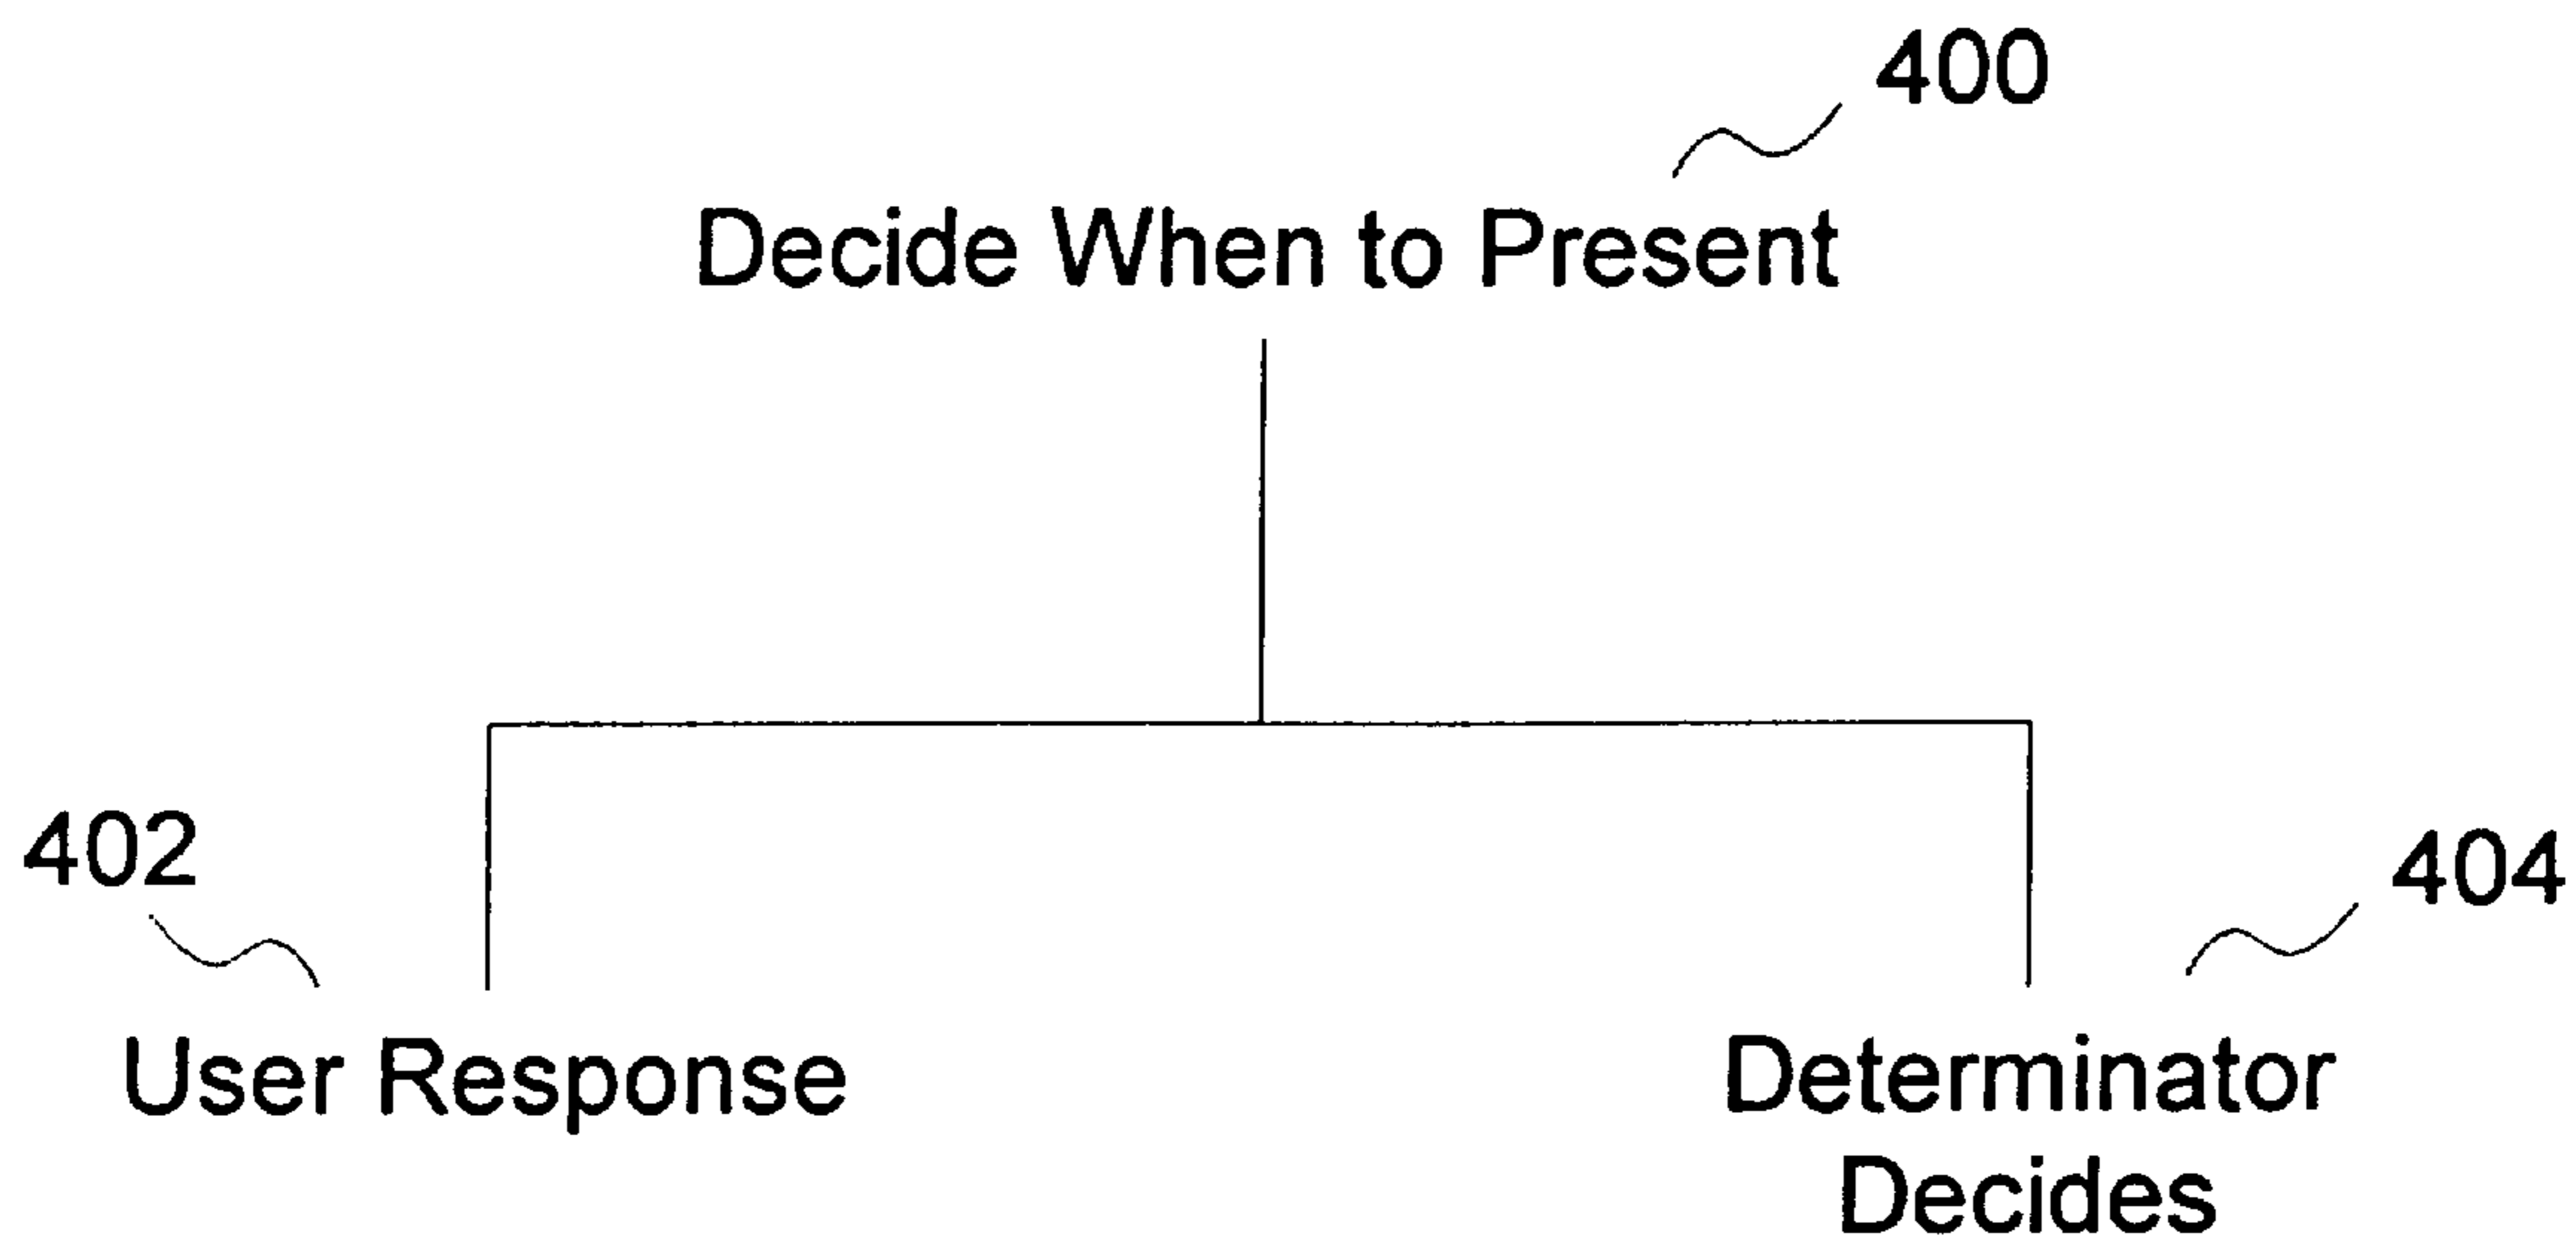 400
Decide When to Present
402
404
User Response
Determinator
Decides